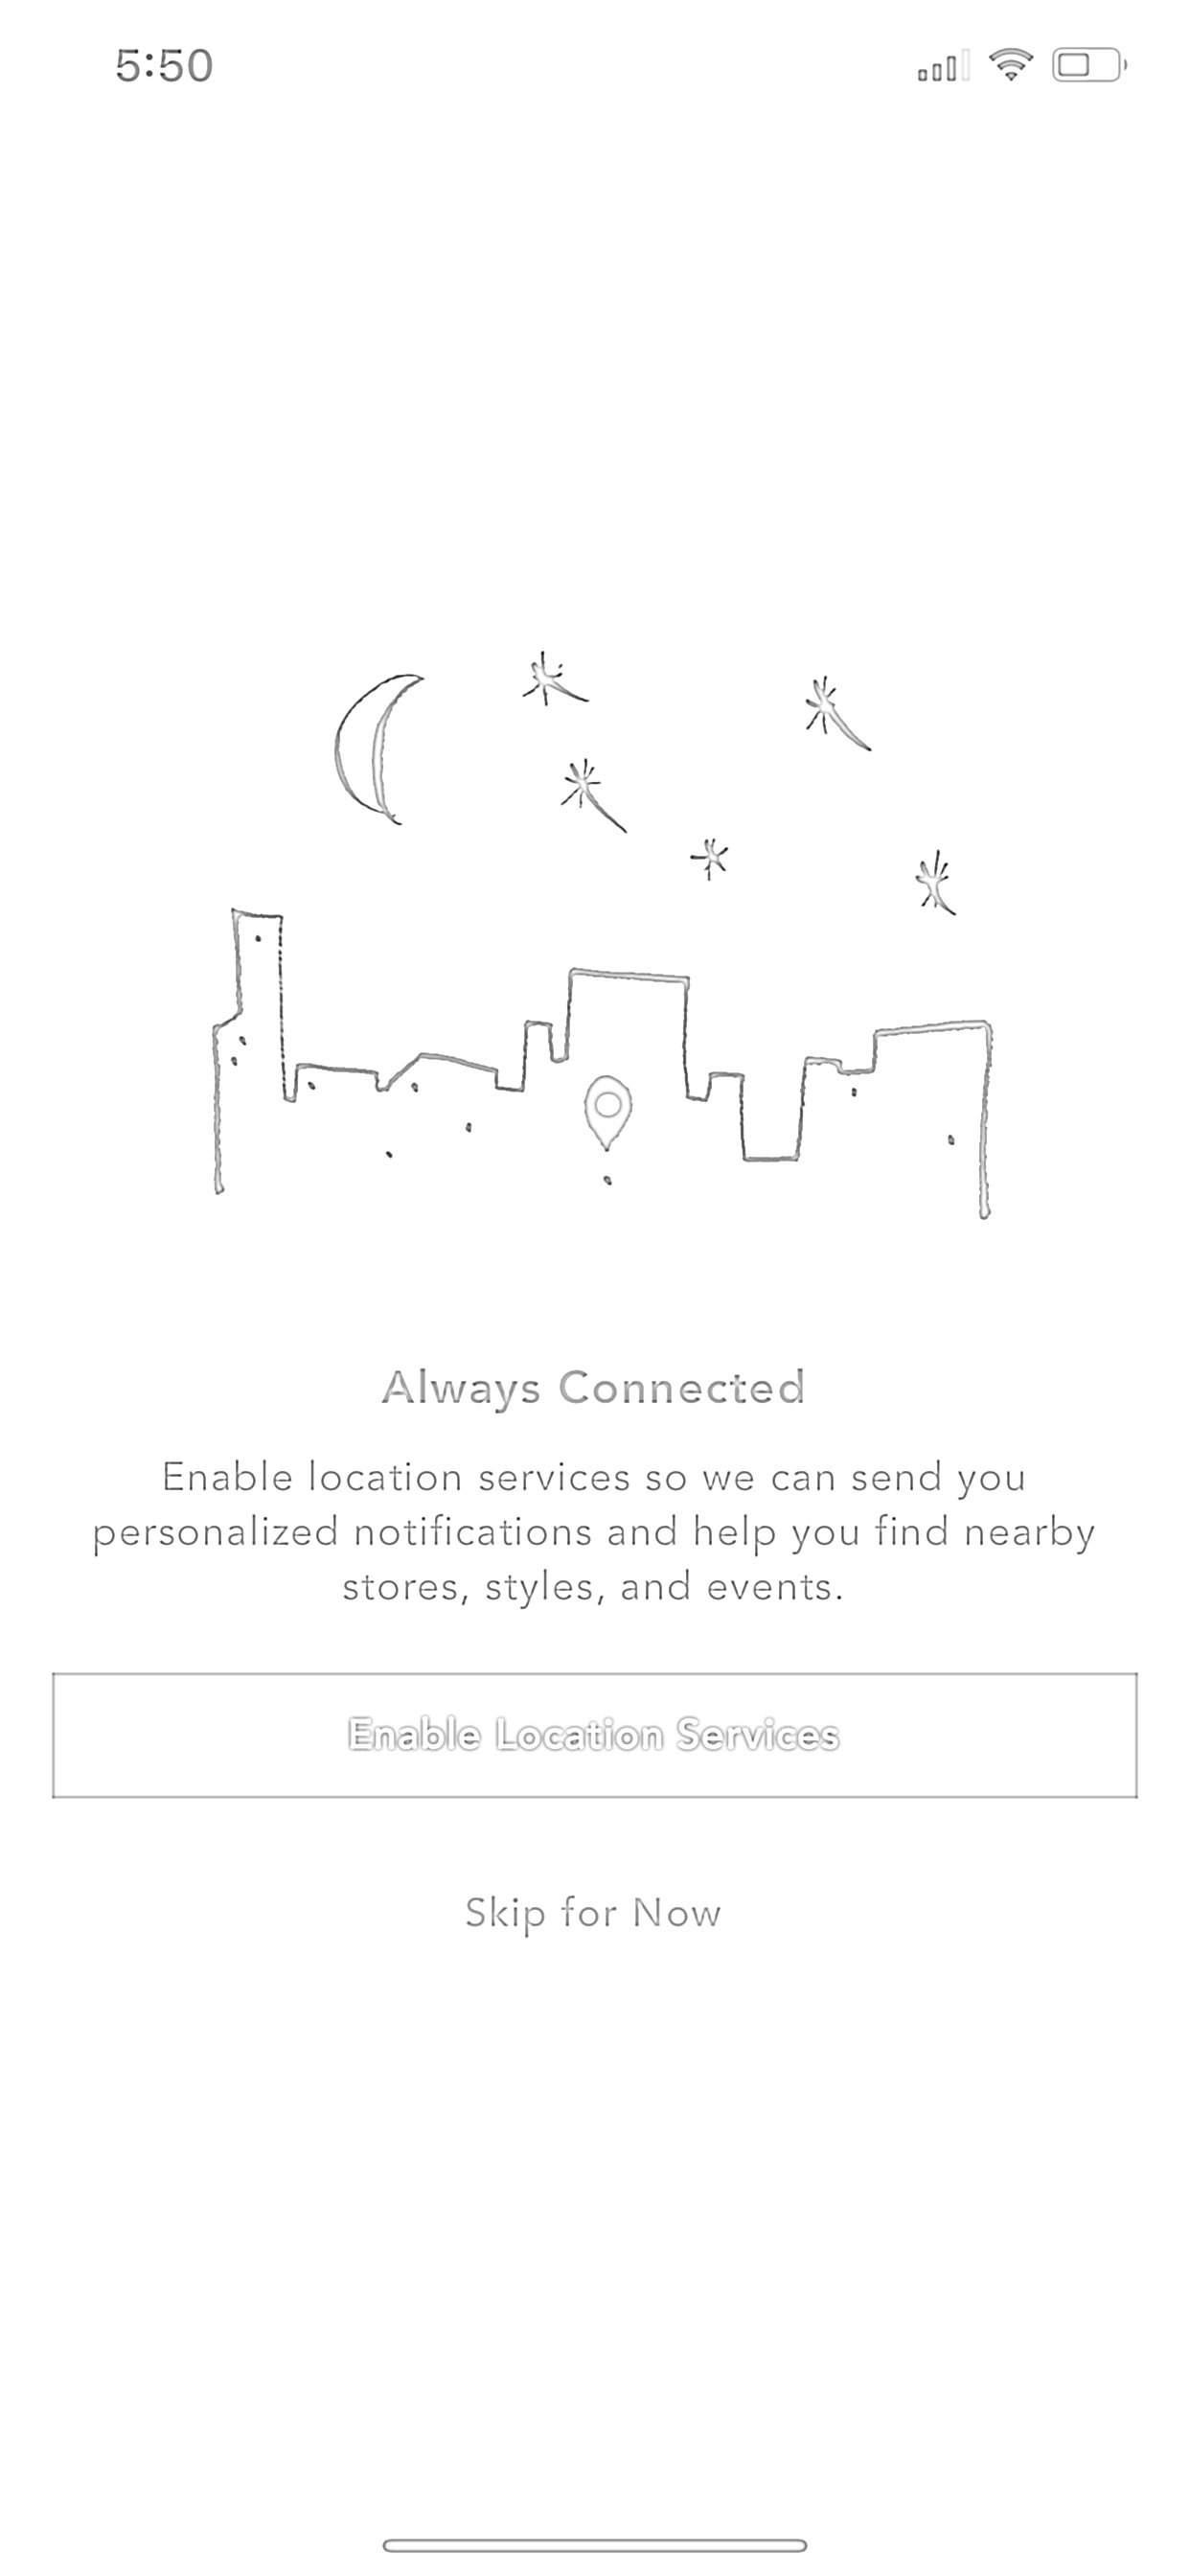 5:50
Always Connected
Enable location services so we can send you
personalized notifications and help you find nearby
stores, styles, and events.
Enable Location Services
Skip for Now